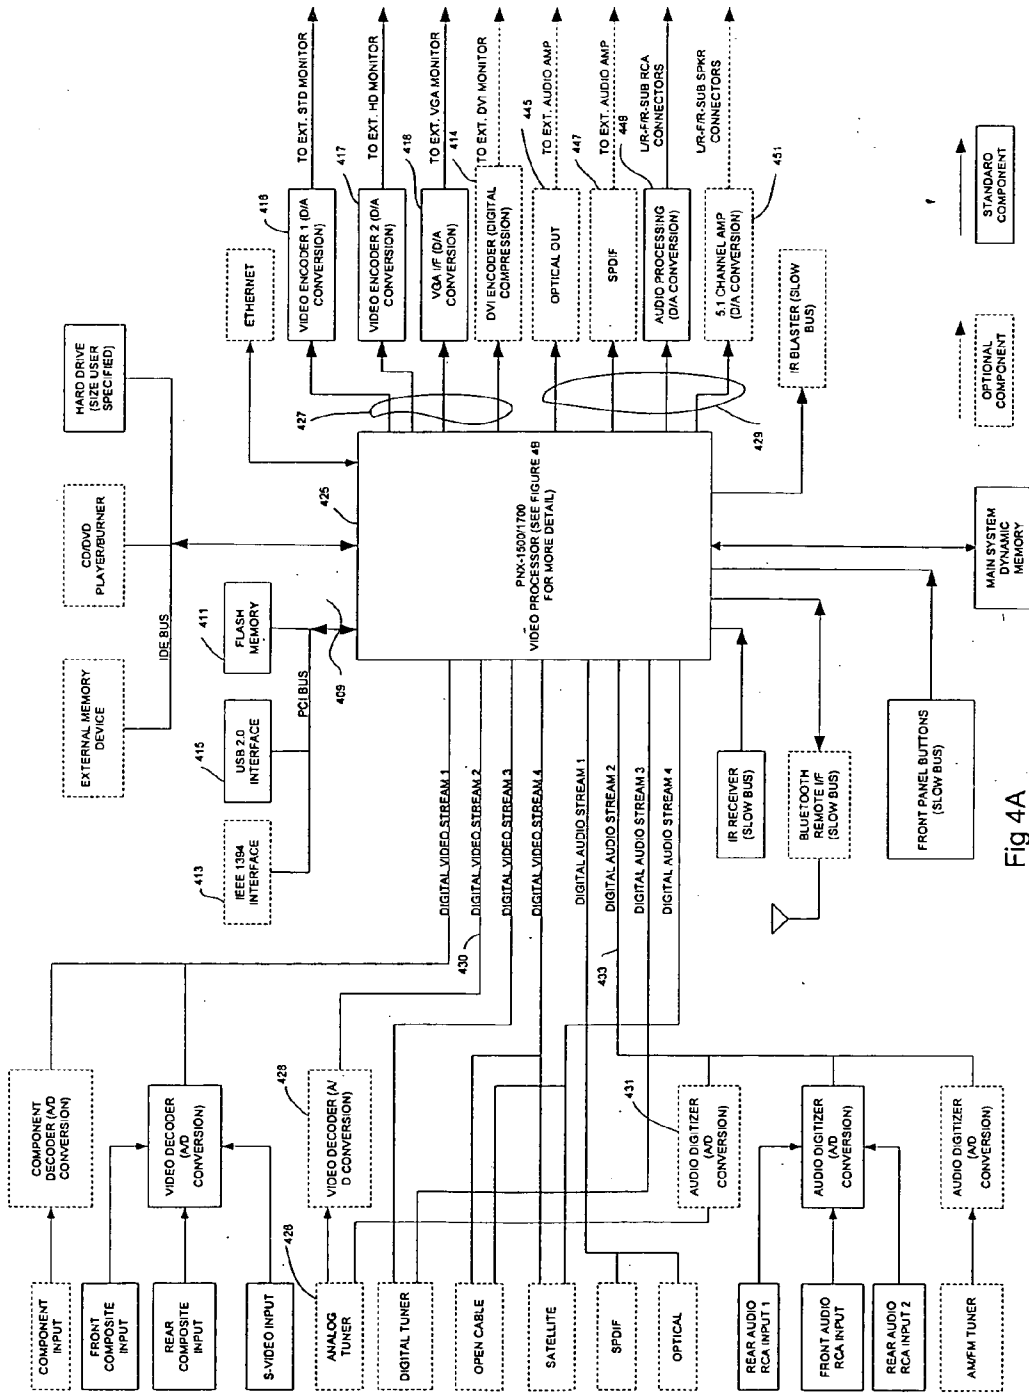 COMPONENT
INPUT
FRONT
COMPOSITE
INPUT
REAR
COMPOSITE
INPUT
S-VIDEO INPUT
426
ANALOG
TUNER
DIGITAL TUNER
OPEN CABLE
SATELLITE
SPDIF
OPTICAL
REAR AUDIO
RCA INPUT 1
FRONT AUDIO
RCA INPUT
REAR AUDIO
RCA INPUT 2
AM/FM TUNER
COMPONENT
DECODER (A/D
CONVERSION)
VIDEO DECODER
(A/D
CONVERSION)
428
VIDEO DECODER (A/
D CONVERSION)
431
AUDIO DIGITIZER
(A/D
CONVERSION)
AUDIO DIGITIZER
(A/D
CONVERSION)
AUDIO DIGITIZER
(A/D
CONVERSION)
430
433
DIGITAL VIDEO STREAM 1
DIGITAL VIDEO STREAM 2
DIGITAL VIDEO STREAM 3
DIGITAL VIDEO STREAM 4
DIGITAL AUDIO STREAM 1
DIGITAL AUDIO STREAM 2
DIGITAL AUDIO STREAM 3
DIGITAL AUDIO STREAM 4
413
IEEE 1394
INTERFACE
415
USB 2.0
INTERFACE
411
FLASH
MEMORY
PCI BUS
409
EXTERNAL MEMORY
DEVICE
IDE BUS
CD/DVD
PLAYER/BURNER
HARD DRIVE
(SIZE USER
SPECIFIED)
ETHERNET
425
PNX-1500/1700
VIDEO PROCESSOR (SEE FIGURE 4B
FOR MORE DETAIL)
IR RECEIVER
(SLOW BUS)
BLUETOOTH
REMOTE I/F
(SLOW BUS)
FRONT PANEL BUTTONS
(SLOW BUS)
MAIN SYSTEM
DYNAMIC
MEMORY
IR BLASTER (SLOW
BUS)
427
429
416
VIDEO ENCODER 1 (D/A
CONVERSION)
TO EXT. STD MONITOR
417
VIDEO ENCODER 2 (D/A
CONVERSION)
TO EXT. HD MONITOR
418
VGA I/F (D/A
CONVERSION)
TO EXT. VGA MONITOR
414
DVI ENCODER (DIGITAL
COMPRESSION)
TO EXT. DVI MONITOR
445
OPTICAL OUT
TO EXT. AUDIO AMP
447
SPDIF
TO EXT. AUDIO AMP
449
AUDIO PROCESSING
(D/A CONVERSION)
L/R-F/R-SUB RCA
CONNECTORS
451
5.1 CHANNEL AMP
(D/A CONVERSION)
L/R-F/R-SUB SPKR
CONNECTORS
OPTIONAL
COMPONENT
STANDARD
COMPONENT
Fig 4A